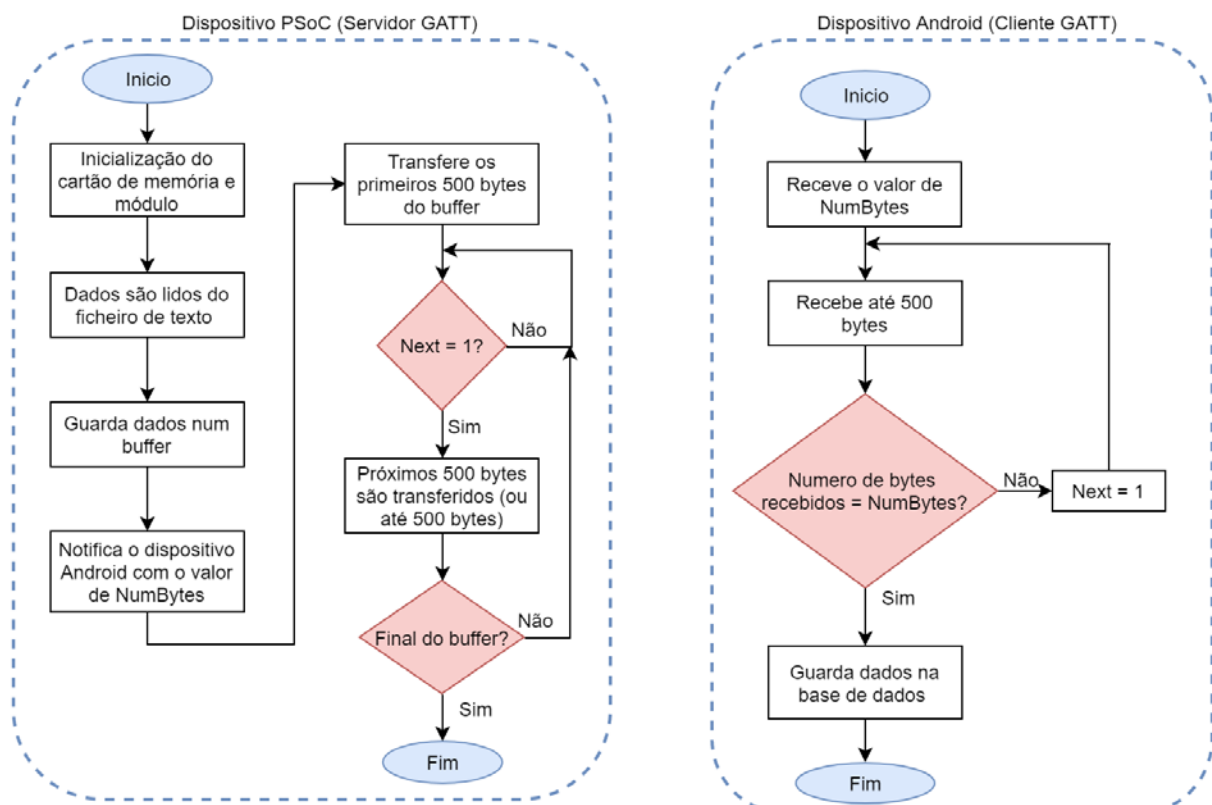 Dispositivo PSoC (Servidor GATT)
Inicio
Inicialização do
cartão de memória e
módulo
Dados são lidos do
ficheiro de texto
Guarda dados num
buffer
Notifica o dispositivo
Android com o valor
de NumBytes
Transfere os
primeiros 500 bytes
do buffer
Next = 1?
Não
Sim
Próximos 500 bytes
são transferidos (ou
até 500 bytes)
Final do buffer?
Não
Sim
Fim
Dispositivo Android (Cliente GATT)
Inicio
Receve o valor de
NumBytes
Recebe até 500
bytes
Numero de bytes
recebidos = NumBytes?
Não
Next = 1
Sim
Guarda dados na
base de dados
Fim